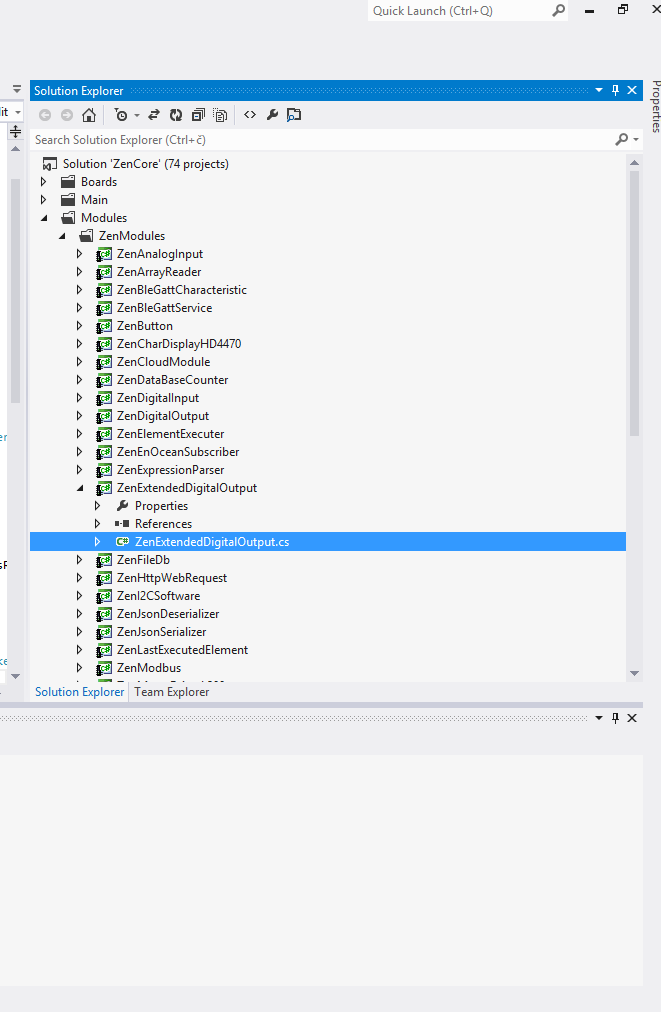 Quick Launch (Ctrl+Q)
Properties
Solution Explorer
Search Solution Explorer (Ctrl+č)
Solution 'ZenCore' (74 projects)
Boards
Main
Modules
ZenModules
ZenAnalogInput
ZenArrayReader
ZenBleGattCharacteristic
ZenBleGattService
ZenButton
ZenCharDisplayHD4470
ZenCloudModule
ZenDataBaseCounter
ZenDigitalInput
ZenDigitalOutput
ZenElementExecuter
ZenEnOceanSubscriber
ZenExpressionParser
ZenExtendedDigitalOutput
Properties
References
ZenExtendedDigitalOutput.cs
ZenFileDb
ZenHttpWebRequest
ZenI2CSoftware
ZenJsonDeserializer
ZenJsonSerializer
ZenLastExecutedElement
ZenModbus
Solution Explorer Team Explorer